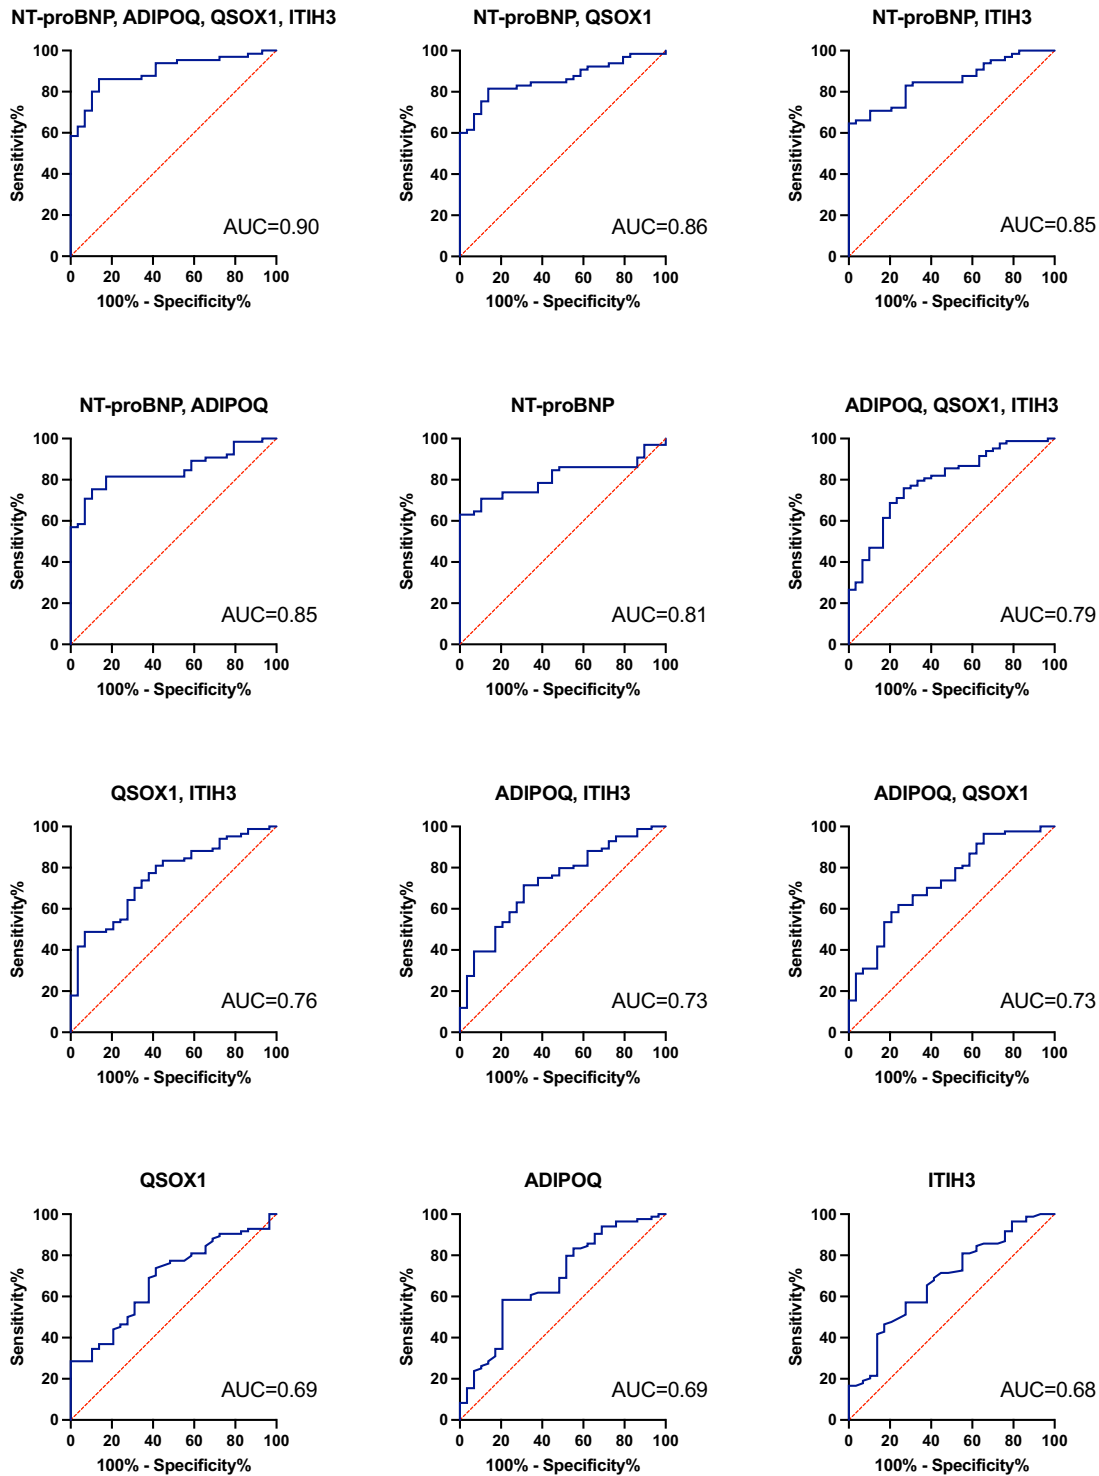 NT-proBNP, ADIPOQ, QSOX1, ITIH3
NT-proBNP, QSOX1
NT-proBNP, ITIH3
100
80
60
40
20
0
Sensitivity%
AUC=0.90
0 20 40 60 80 100
100% - Specificity%
100
80
60
40
20
0
Sensitivity%
AUC=0.86
0 20 40 60 80 100
100% - Specificity%
100
80
60
40
20
0
Sensitivity%
AUC=0.85
0 20 40 60 80 100
100% - Specificity%
NT-proBNP, ADIPOQ
NT-proBNP
ADIPOQ, QSOX1, ITIH3
100
80
60
40
20
0
Sensitivity%
AUC=0.85
0 20 40 60 80 100
100% - Specificity%
100
80
60
40
20
0
Sensitivity%
AUC=0.81
0 20 40 60 80 100
100% - Specificity%
100
80
60
40
20
0
Sensitivity%
AUC=0.79
0 20 40 60 80 100
100% - Specificity%
QSOX1, ITIH3
ADIPOQ, ITIH3
ADIPOQ, QSOX1
100
80
60
40
20
0
Sensitivity%
AUC=0.76
0 20 40 60 80 100
100% - Specificity%
100
80
60
40
20
0
Sensitivity%
AUC=0.73
0 20 40 60 80 100
100% - Specificity%
100
80
60
40
20
0
Sensitivity%
AUC=0.73
0 20 40 60 80 100
100% - Specificity%
QSOX1
ADIPOQ
ITIH3
100
80
60
40
20
0
Sensitivity%
AUC=0.69
0 20 40 60 80 100
100% - Specificity%
100
80
60
40
20
0
Sensitivity%
AUC=0.69
0 20 40 60 80 100
100% - Specificity%
100
80
60
40
20
0
Sensitivity%
AUC=0.68
0 20 40 60 80 100
100% - Specificity%